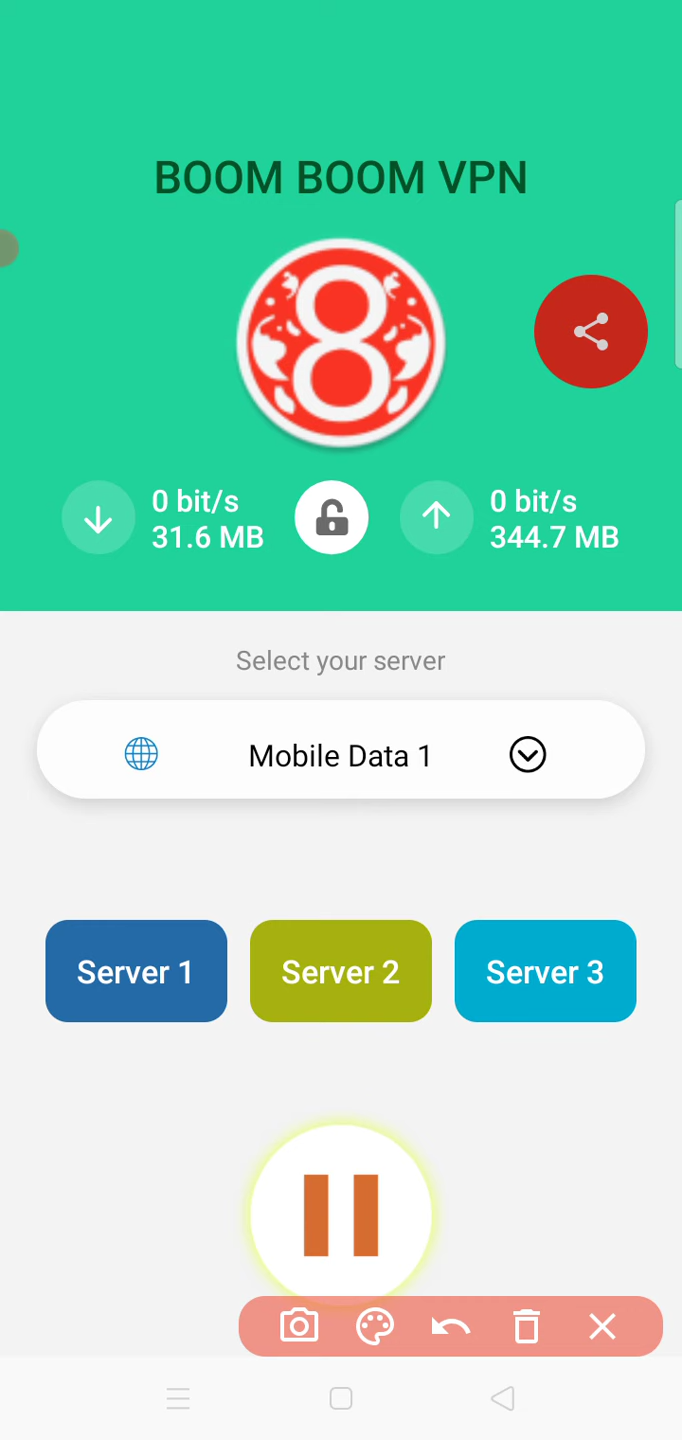 BOOM BOOM VPN
8
0 bit/s
31.6 MB
0 bit/s
344.7 MB
Select your server
Mobile Data 1
Server 1
Server 2
Server 3